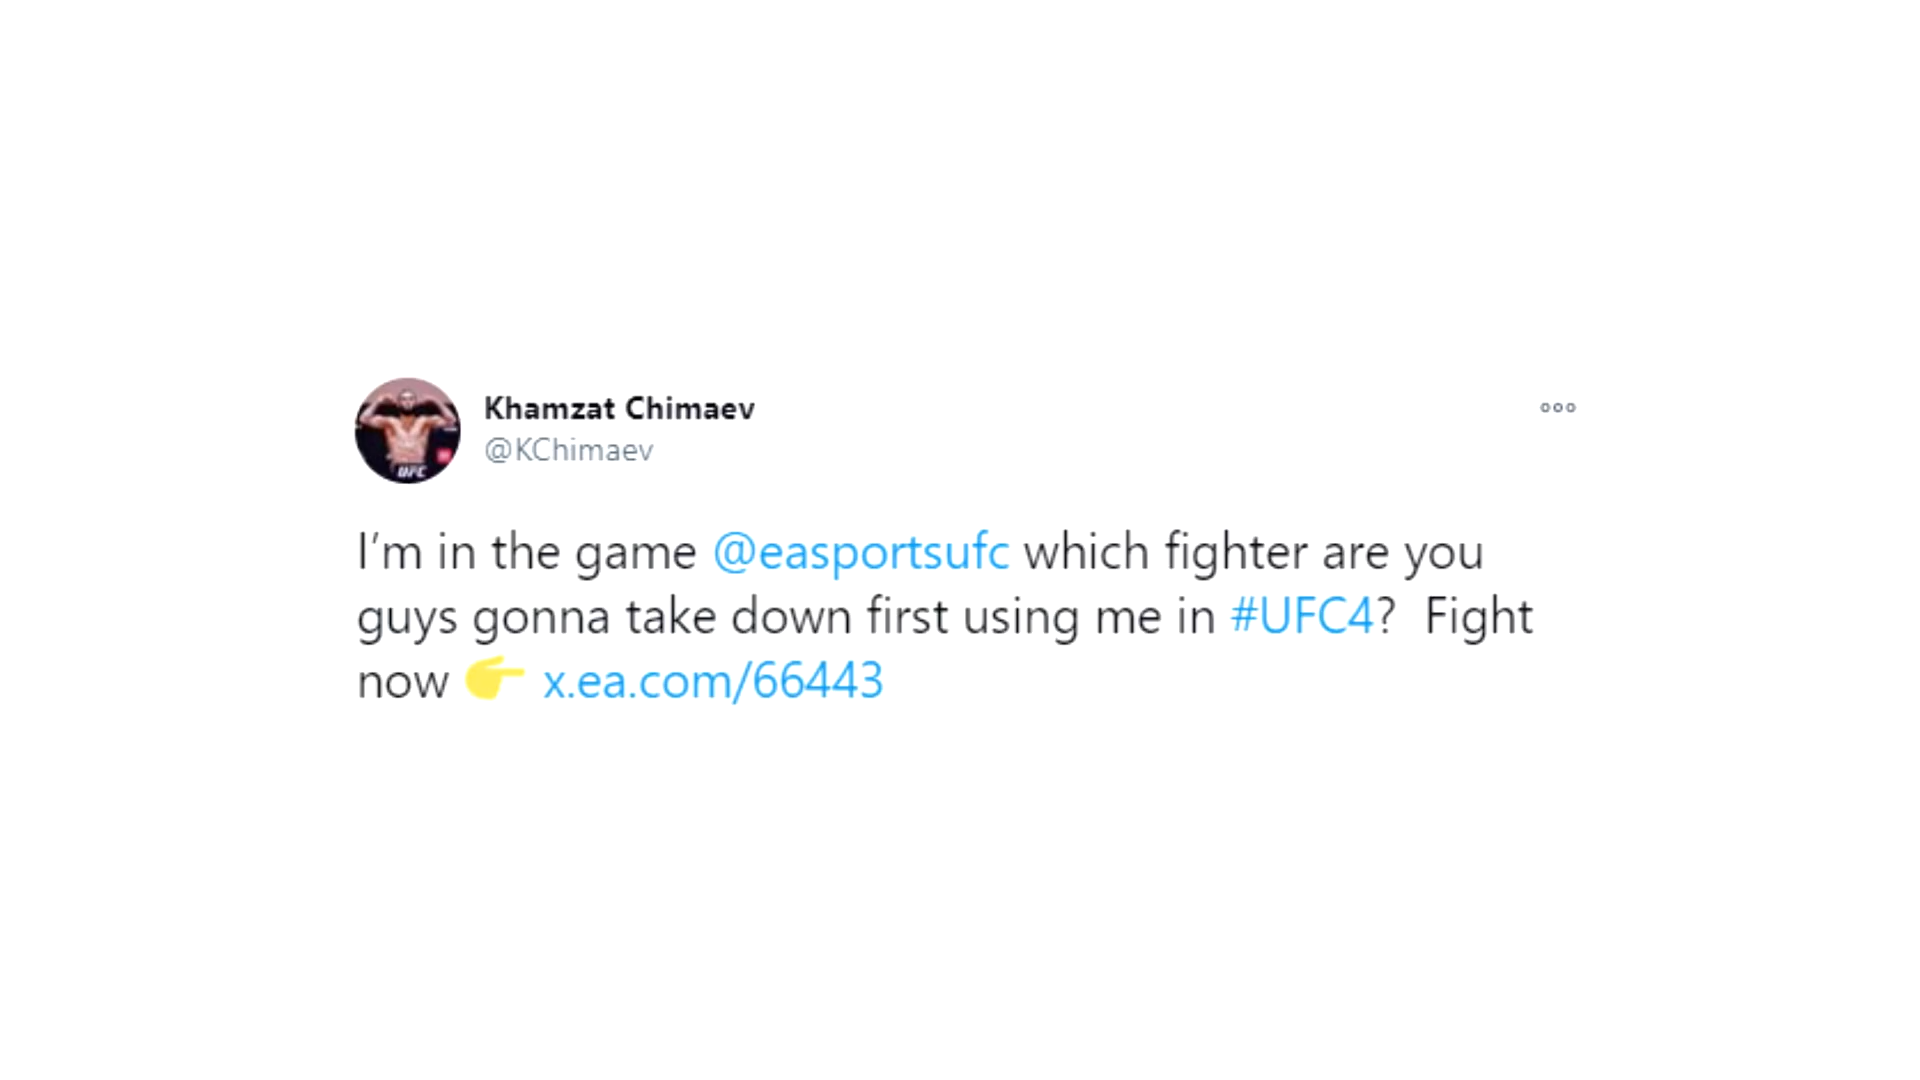 Khamzat Chimaev
@KChimaev
I’m in the game @easportsufc which fighter are you
guys gonna take down first using me in #UFC4?  Fight
now 👉 x.ea.com/66443
UFC